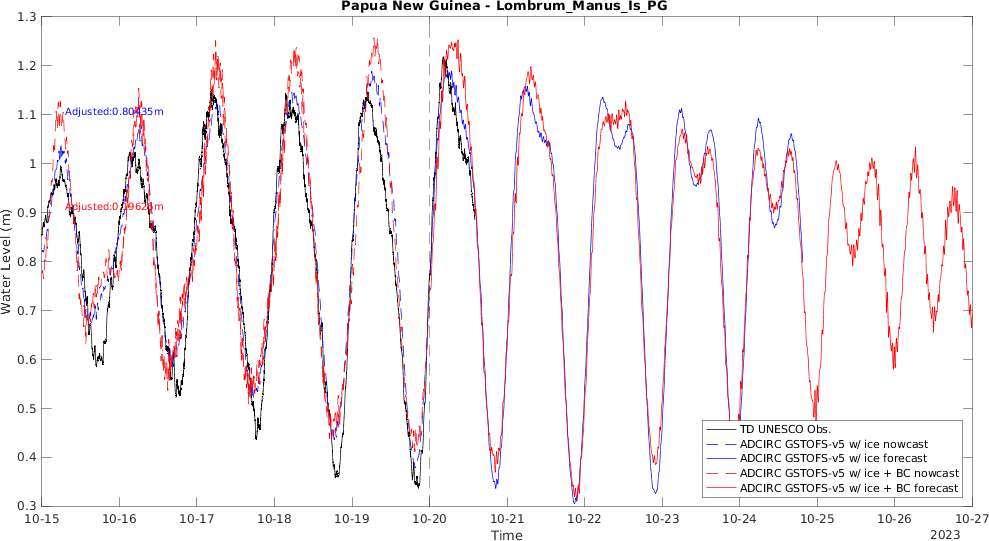 Papua New Guinea - Lombrum_Manus_Is_PG
1.3
1.2
1.1
1
0.9
0.8
0.7
0.6
0.5
0.4
0.3
Water Level (m)
Adjusted:0.80435m
TD UNESCO Obs.
ADCIRC GSTOFS-v5 w/ ice nowcast
ADCIRC GSTOFS-v5 w/ ice forecast
ADCIRC GSTOFS-v5 w/ ice + BC nowcast
ADCIRC GSTOFS-v5 w/ ice + BC forecast
10-15 10-16 10-17 10-18 10-19 10-20 10-21 10-22 10-23 10-24 10-25 10-26 10-27
Time
2023